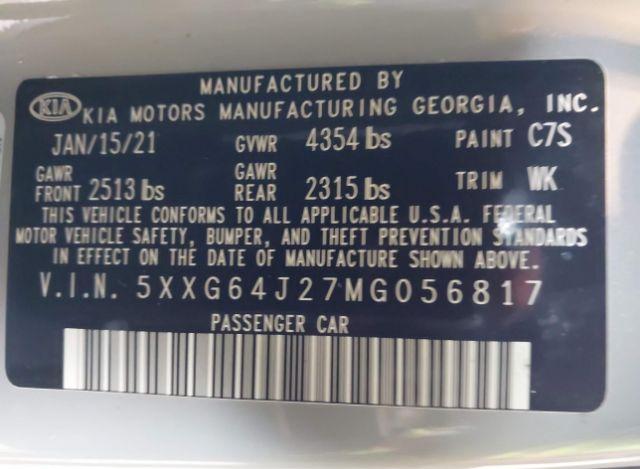 MANUFACTURED BY
KIA KIA MOTORS MANUFACTURING GEORGIA, INC.
JAN/15/21 GVWR 4354 lbs PAINT C7S
GAWR FRONT 2513 lbs GAWR REAR 2315 lbs TRIM WK
THIS VEHICLE CONFORMS TO ALL APPLICABLE U.S.A. FEDERAL
MOTOR VEHICLE SAFETY, BUMPER, AND THEFT PREVENTION STANDARDS
IN EFFECT ON THE DATE OF MANUFACTURE SHOWN ABOVE.
V.I.N. 5XXG64J27MG056817
PASSENGER CAR